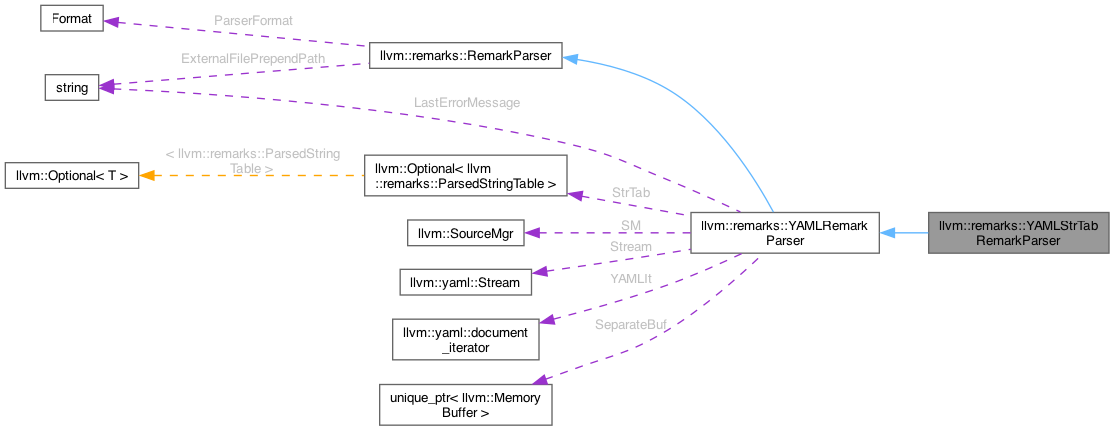 Format
ParserFormat
llvm::remarks::RemarkParser
ExternalFilePrependPath
string
LastErrorMessage
< llvm::remarks::ParsedString
Table >
llvm::Optional< T >
llvm::Optional< llvm
::remarks::ParsedStringTable >
StrTab
llvm::SourceMgr
SM
llvm::remarks::YAMLRemark
Parser
llvm::remarks::YAMLStrTab
RemarkParser
Stream
llvm::yaml::Stream
YAMLIt
llvm::yaml::document
_iterator
SeparateBuf
unique_ptr< llvm::Memory
Buffer >